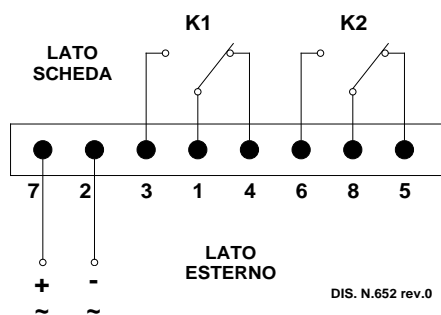 K1 K2
LATO
SCHEDA
7 2 3 1 4 6 8 5
LATO
ESTERNO
+ -
~ ~
DIS. N.652 rev.0